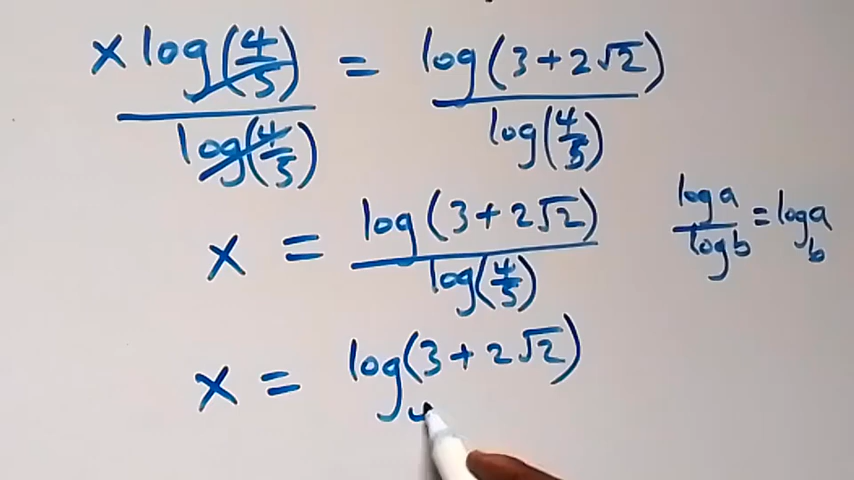 x log(4/5) / log(4/5) = log(3+2√2) / log(4/5)
x = log(3+2√2) / log(4/5)
log a / log b = log_b a
x = log(3+2√2)